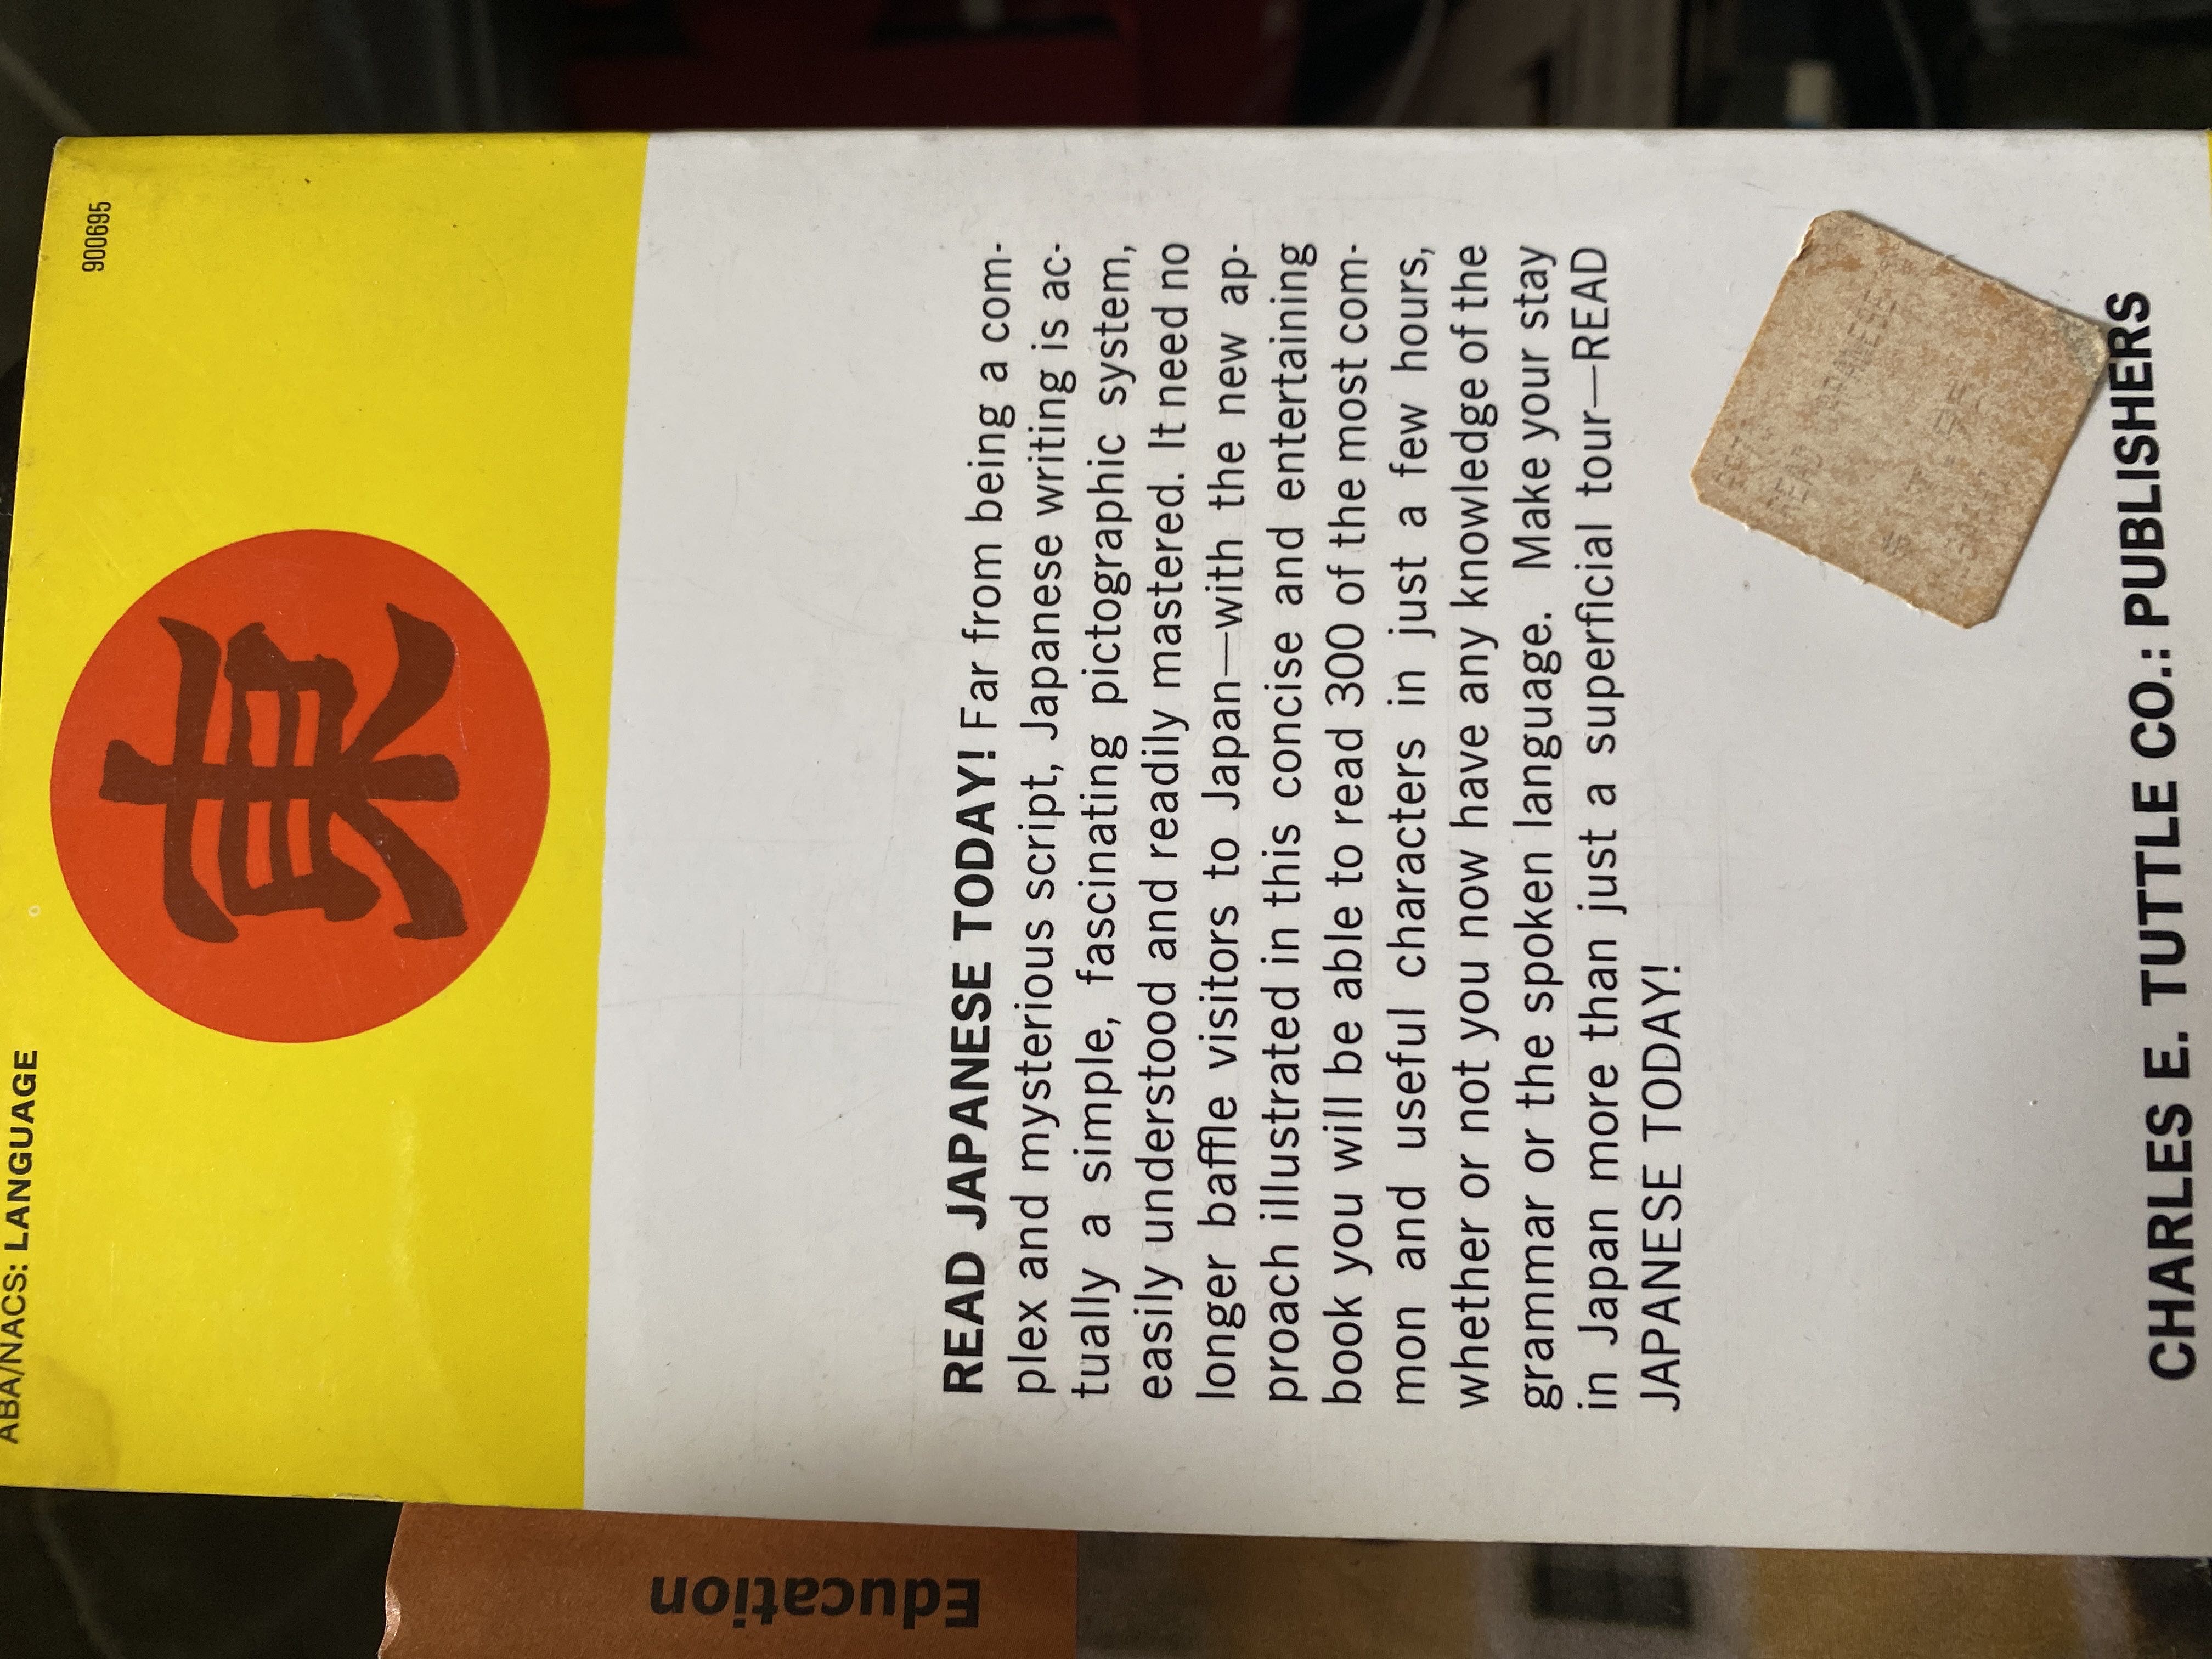 ABA/NACS: LANGUAGE
900695
東
READ JAPANESE TODAY! Far from being a com-
plex and mysterious script, Japanese writing is ac-
tually a simple, fascinating pictographic system,
easily understood and readily mastered. It need no
longer baffle visitors to Japan—with the new ap-
proach illustrated in this concise and entertaining
book you will be able to read 300 of the most com-
mon and useful characters in just a few hours,
whether or not you now have any knowledge of the
grammar or the spoken language. Make your stay
in Japan more than just a superficial tour—READ
JAPANESE TODAY!
CHARLES E. TUTTLE CO.: PUBLISHERS
Education